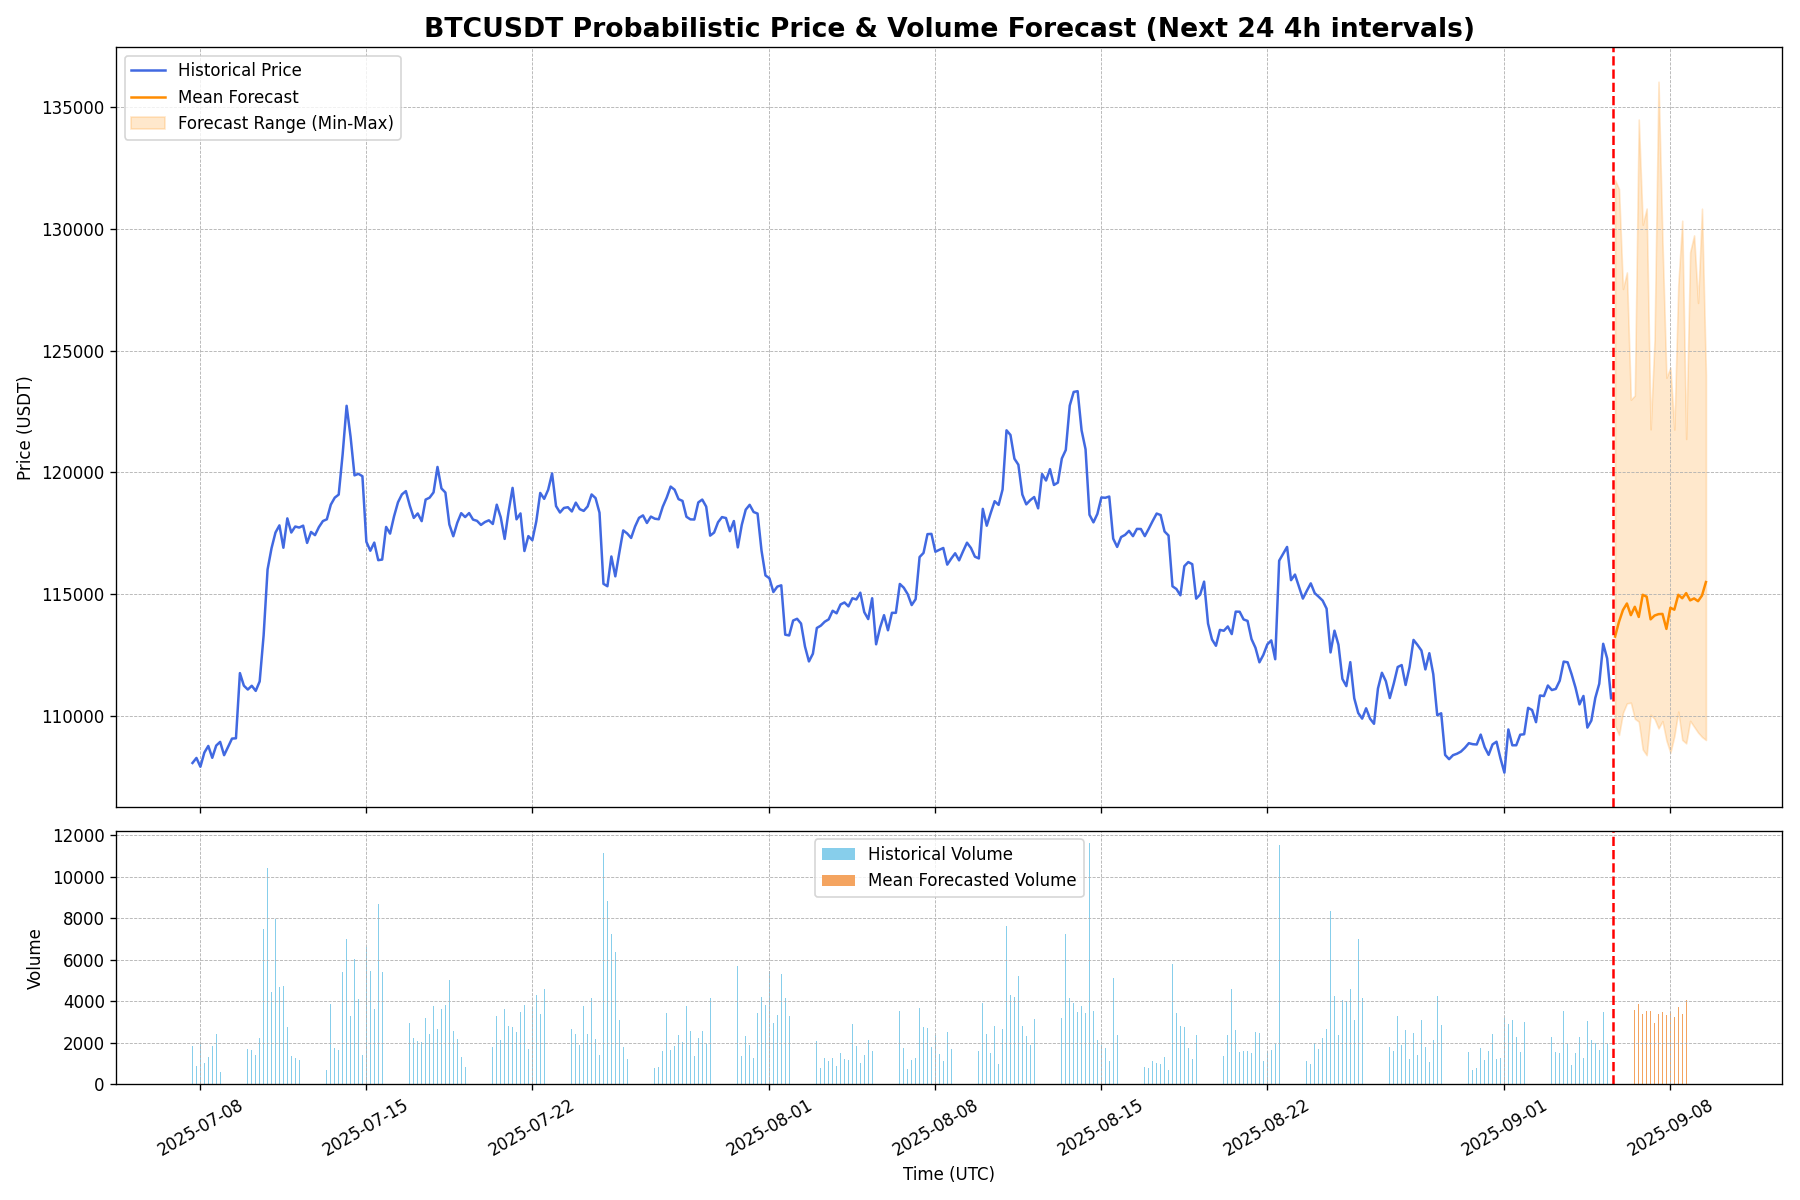 BTCUSDT Probabilistic Price & Volume Forecast (Next 24 4h intervals)
Historical Price
Mean Forecast
Forecast Range (Min-Max)
Price (USDT)
135000
130000
125000
120000
115000
110000
Historical Volume
Mean Forecasted Volume
Volume
12000
10000
8000
6000
4000
2000
0
2025-07-08
2025-07-15
2025-07-22
2025-08-01
2025-08-08
2025-08-15
2025-08-22
2025-09-01
2025-09-08
Time (UTC)